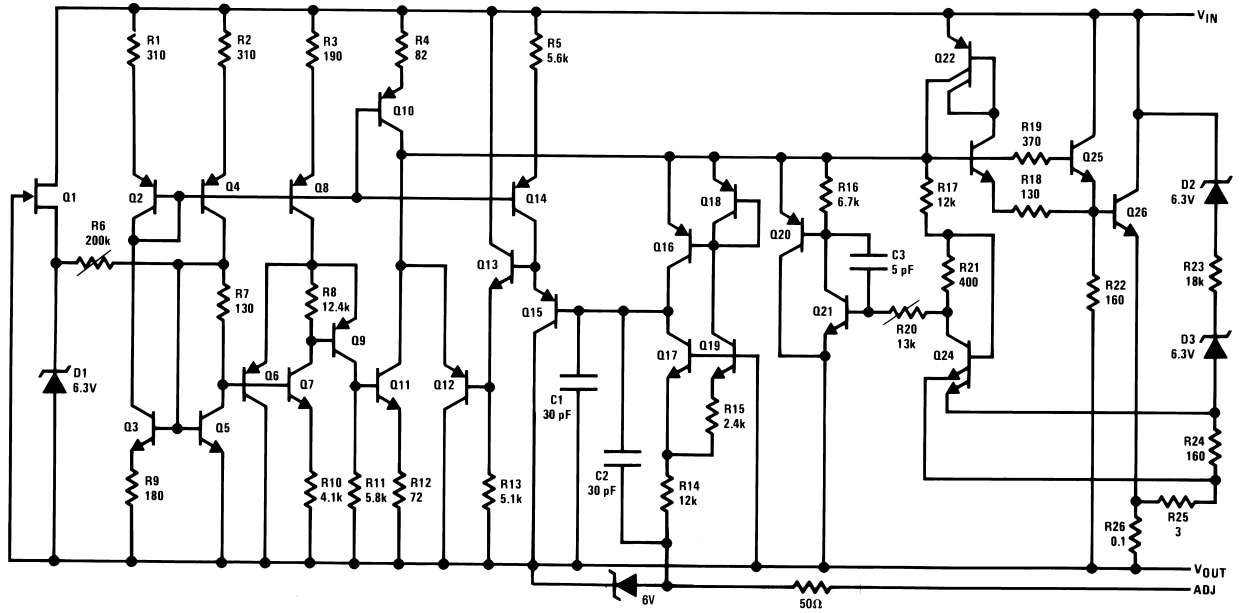 VIN
R1
310
R2
310
R3
190
R4
82
R5
5.6k
Q22
Q10
R19
370
Q25
Q1
Q2
Q4
Q8
Q14
Q18
R16
6.7k
R17
12k
R18
130
D2
6.3V
Q26
R6
200k
Q13
Q16
Q20
C3
5 pF
R21
400
R22
160
R23
18k
R7
130
R8
12.4k
Q9
Q15
Q21
R20
13k
D3
6.3V
D1
6.3V
Q6
Q7
Q11
Q12
C1
30 pF
Q17
Q19
Q24
R15
2.4k
Q3
Q5
R24
160
R9
180
R10
4.1k
R11
5.8k
R12
72
R13
5.1k
C2
30 pF
R14
12k
R26
0.1
R25
3
VOUT
6V
50Ω
ADJ